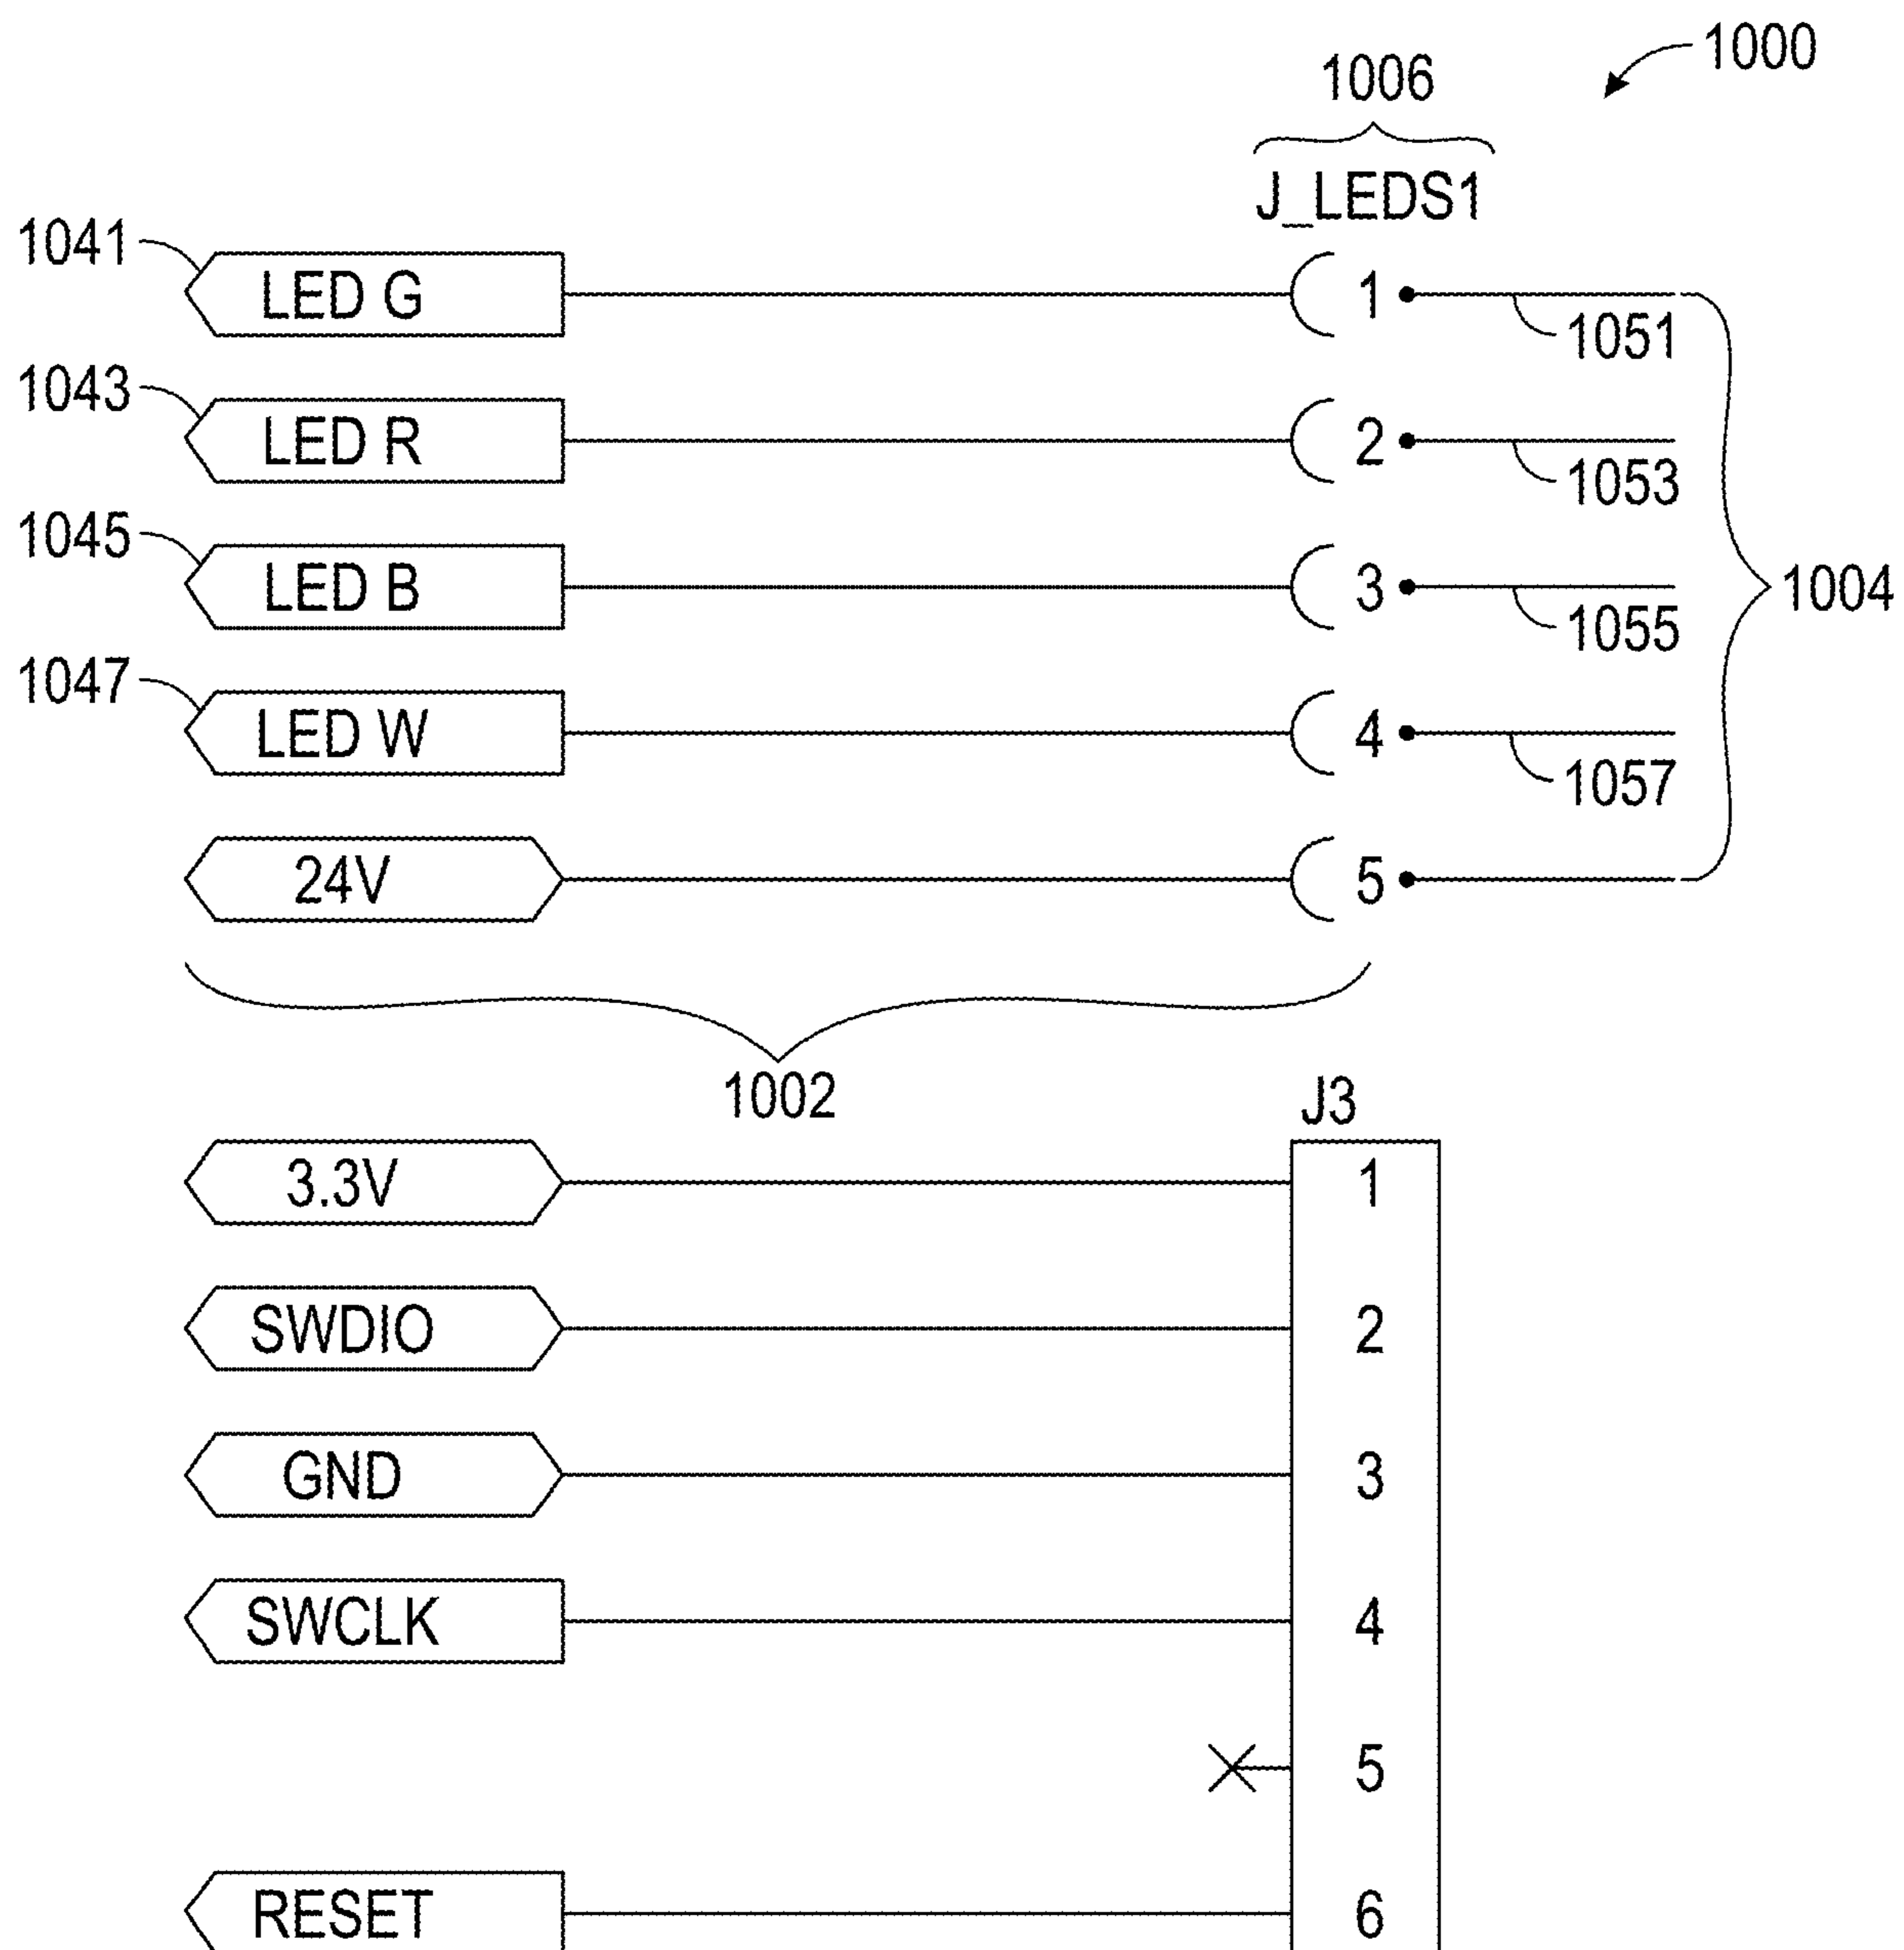 1000
1006
J_LEDS1
1041
LED G
1
1051
1043
LED R
2
1053
1045
LED B
3
1055
1004
1047
LED W
4
1057
24V
5
1002
J3
3.3V
1
SWDIO
2
GND
3
SWCLK
4
5
RESET
6